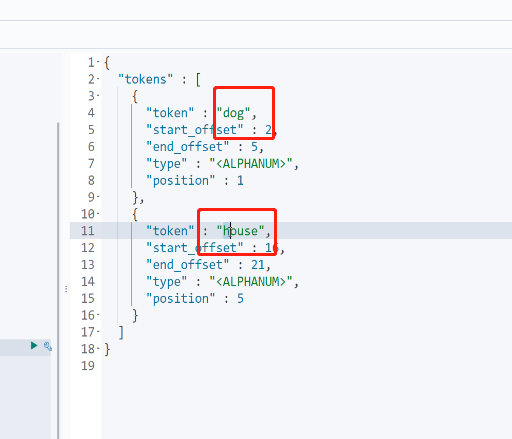 1 {
2 "tokens" : [
3 {
4 "token" : "dog",
5 "start_offset" : 2,
6 "end_offset" : 5,
7 "type" : "<ALPHANUM>",
8 "position" : 1
9 },
10 {
11 "token" : "house",
12 "start_offset" : 16,
13 "end_offset" : 21,
14 "type" : "<ALPHANUM>",
15 "position" : 5
16 }
17 ]
18 }
19